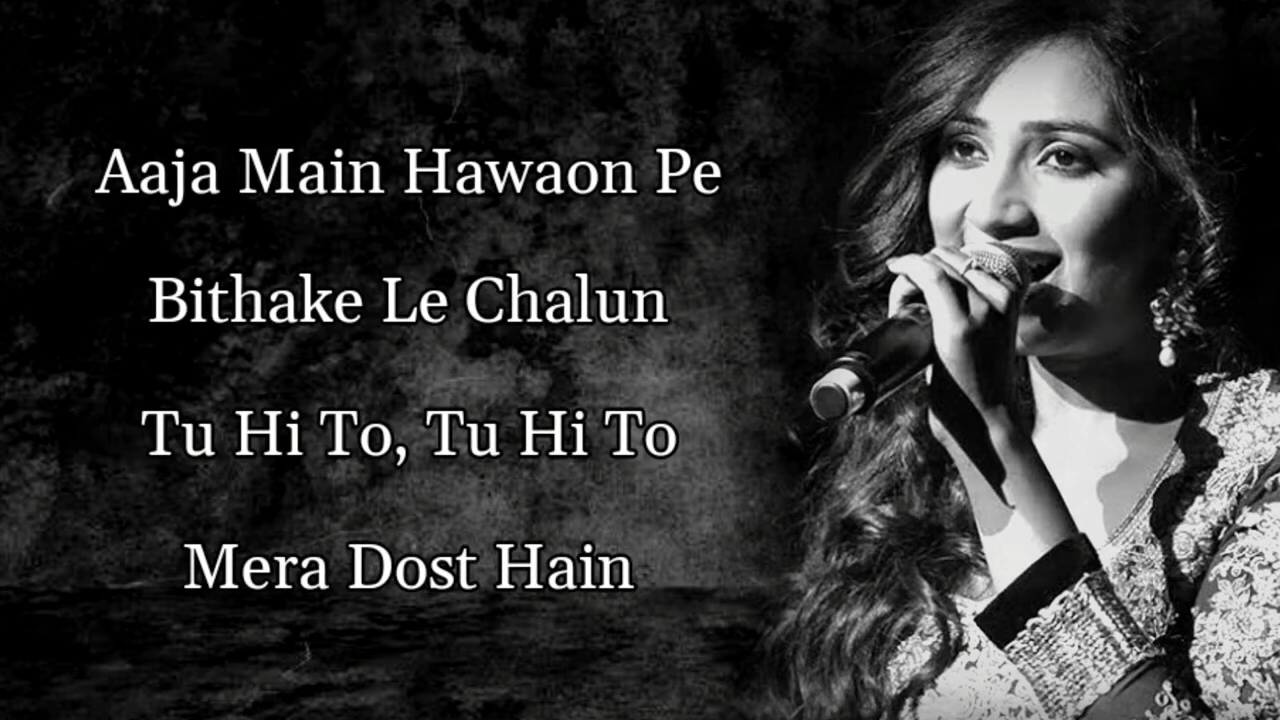 Aaja Main Hawaon Pe
Bithake Le Chalun
Tu Hi To, Tu Hi To
Mera Dost Hain